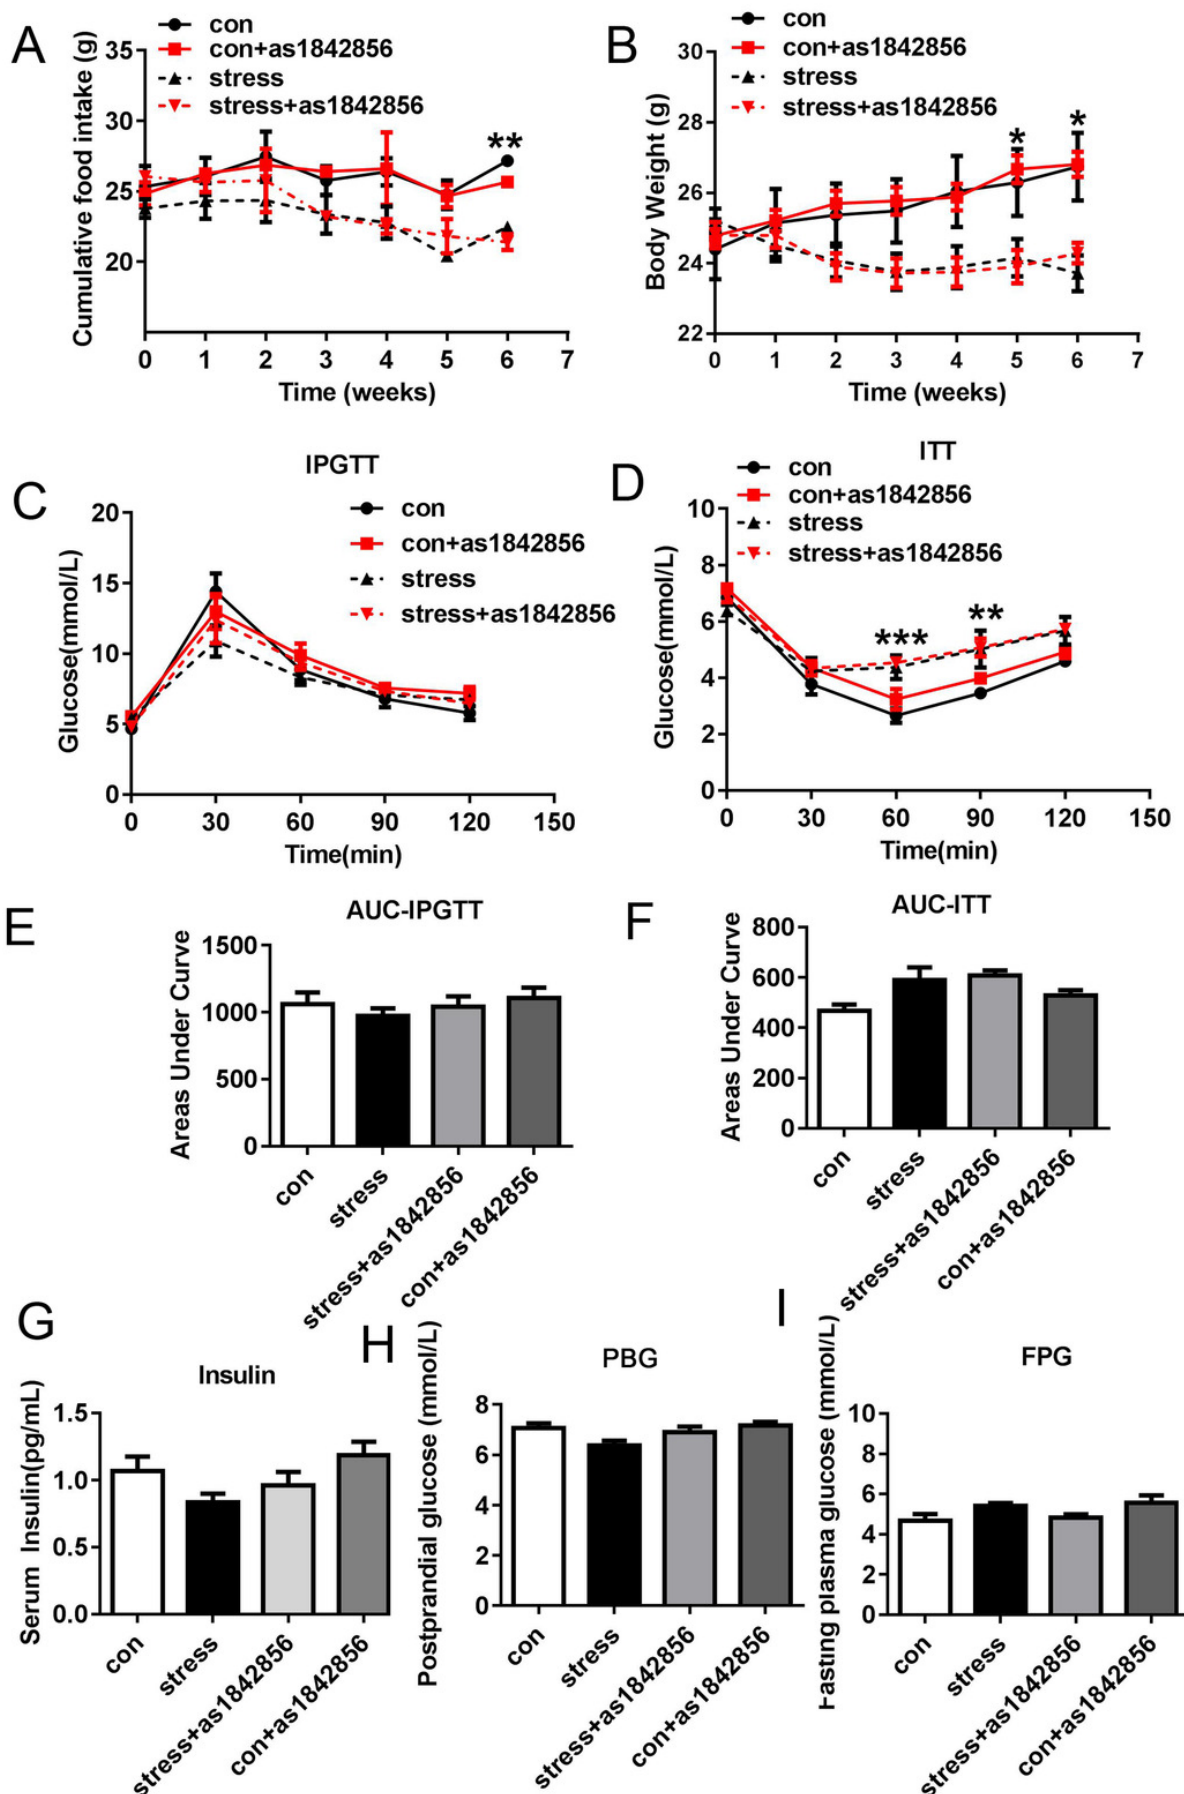 A
con
con+as1842856
stress
stress+as1842856
Cumulative food intake (g)
35
30
25
20
**
0 1 2 3 4 5 6 7
Time (weeks)
B
con
con+as1842856
stress
stress+as1842856
Body Weight (g)
30
28
26
24
22
*
*
0 1 2 3 4 5 6 7
Time (weeks)
C
IPGTT
con
con+as1842856
stress
stress+as1842856
Glucose(mmol/L)
20
15
10
5
0
0 30 60 90 120 150
Time(min)
D
ITT
con
con+as1842856
stress
stress+as1842856
Glucose(mmol/L)
10
8
6
4
2
0
***
**
0 30 60 90 120 150
Time(min)
E
AUC-IPGTT
Areas Under Curve
1500
1000
500
0
con
stress
stress+as1842856
con+as1842856
F
AUC-ITT
Areas Under Curve
800
600
400
200
0
con
stress
stress+as1842856
con+as1842856
G
Insulin
Serum Insulin(pg/mL)
1.5
1.0
0.5
0.0
con
stress
stress+as1842856
con+as1842856
H
PBG
Postprandial glucose (mmol/L)
8
6
4
2
0
con
stress
stress+as1842856
con+as1842856
I
FPG
Fasting plasma glucose (mmol/L)
10
8
6
4
2
0
con
stress
stress+as1842856
con+as1842856